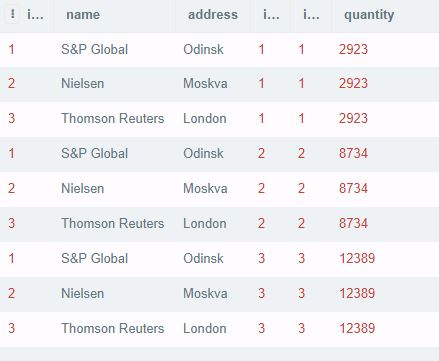 i... name address i... i... quantity
1 S&P Global Odinsk 1 1 2923
2 Nielsen Moskva 1 1 2923
3 Thomson Reuters London 1 1 2923
1 S&P Global Odinsk 2 2 8734
2 Nielsen Moskva 2 2 8734
3 Thomson Reuters London 2 2 8734
1 S&P Global Odinsk 3 3 12389
2 Nielsen Moskva 3 3 12389
3 Thomson Reuters London 3 3 12389